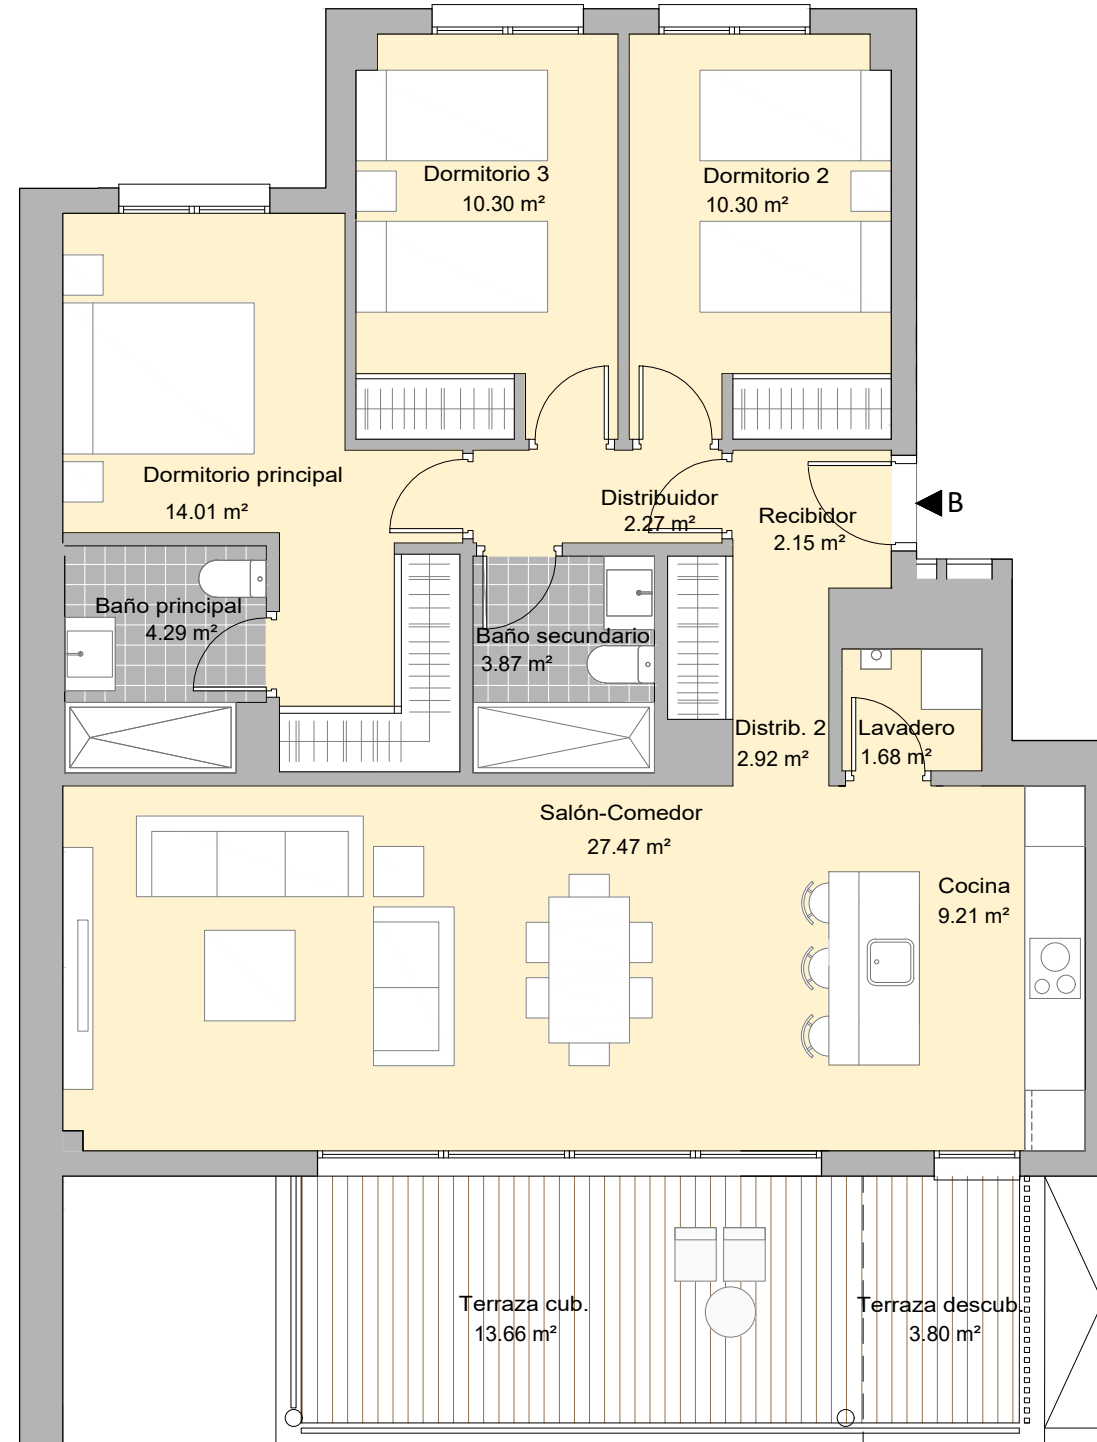 Dormitorio 3
10.30 m²
Dormitorio 2
10.30 m²
Dormitorio principal
14.01 m²
Distribuidor
2.27 m²
Recibidor
2.15 m²
B
Baño principal
4.29 m²
Baño secundario
3.87 m²
Distrib. 2
2.92 m²
Lavadero
1.68 m²
Salón-Comedor
27.47 m²
Cocina
9.21 m²
Terraza cub.
13.66 m²
Terraza descub.
3.80 m²